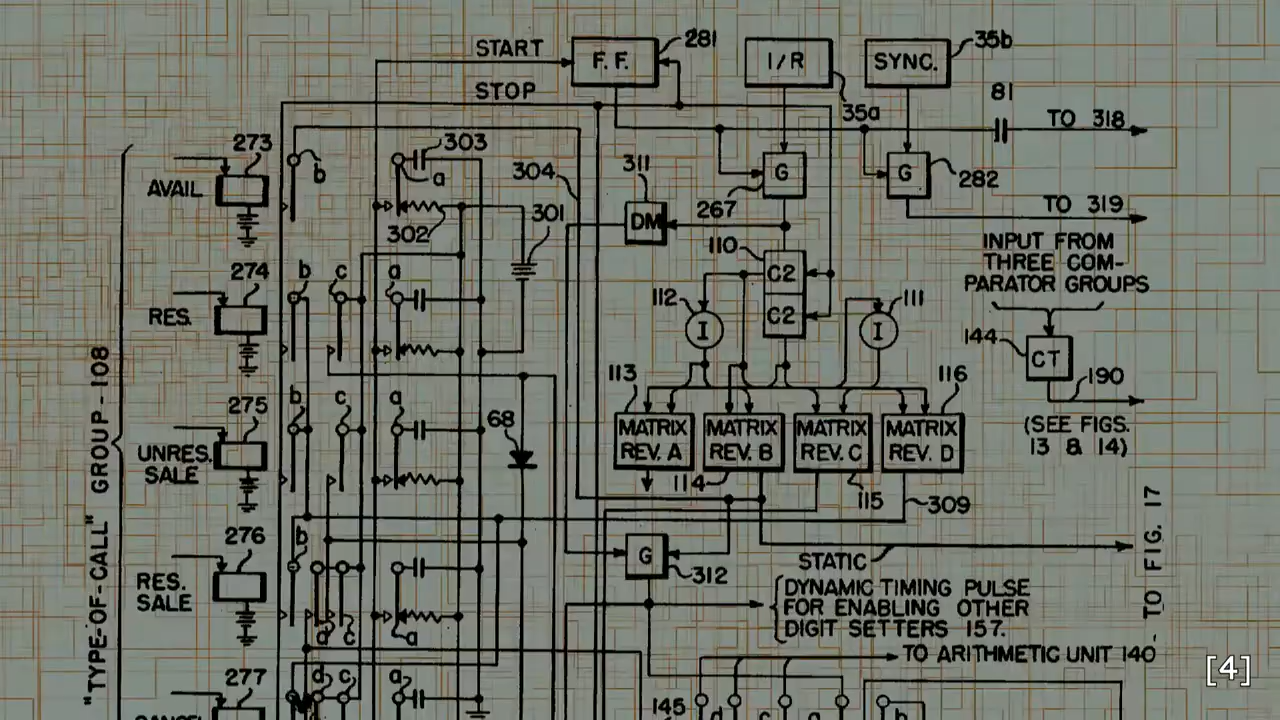 START
F. F.
281
I/R
SYNC.
35b
STOP
81
35a
TO 318
273
303
AVAIL
b
a
304
311
G
G
282
DM
267
302
301
TO 319
110
INPUT FROM
THREE COM-
PARATOR GROUPS
274
b
c
a
C2
112
111
RES.
I
C2
I
144
CT
113
116
190
275
b
c
a
68
MATRIX
REV. A
MATRIX
REV. B
MATRIX
REV. C
MATRIX
REV. D
(SEE FIGS.
13 & 14)
UNRES.
SALE
114
115
309
"TYPE-OF-CALL" GROUP-108
276
b
G
312
STATIC
TO FIG. 17
RES.
SALE
d
c
a
DYNAMIC TIMING PULSE
FOR ENABLING OTHER
DIGIT SETTERS 157.
TO ARITHMETIC UNIT 140
277
d
c
a
145
d
c
a
b
CANCEL
[4]